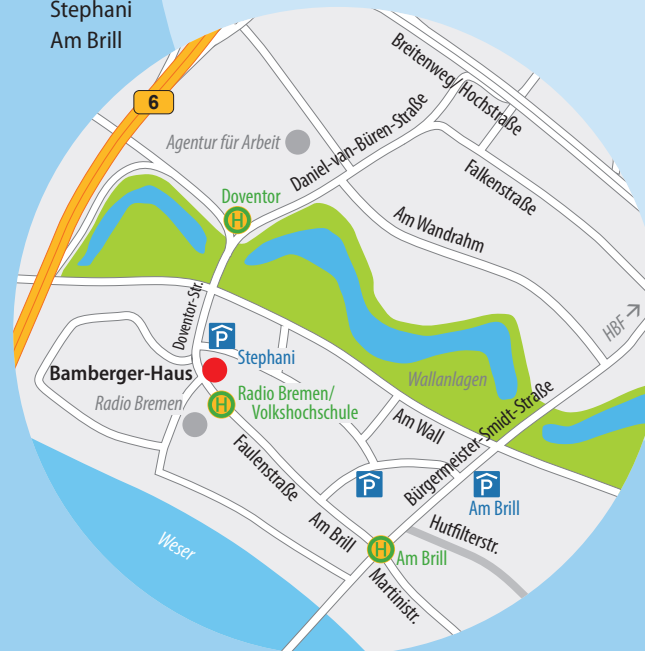 Stephani
Am Brill
Breitenweg/Hochstraße
6
Agentur für Arbeit
Daniel-van-Büren-Straße
Falkenstraße
Doventor
H
Am Wandrahm
Doventor-Str.
HBF
P
Stephani
Bamberger-Haus
Wallanlagen
Radio Bremen
H
Radio Bremen/
Volkshochschule
Am Wall
Bürgermeister-Smidt-Straße
Faulenstraße
P
P
Am Brill
Am Brill
Hutfilterstr.
Weser
H
Am Brill
Martinistr.